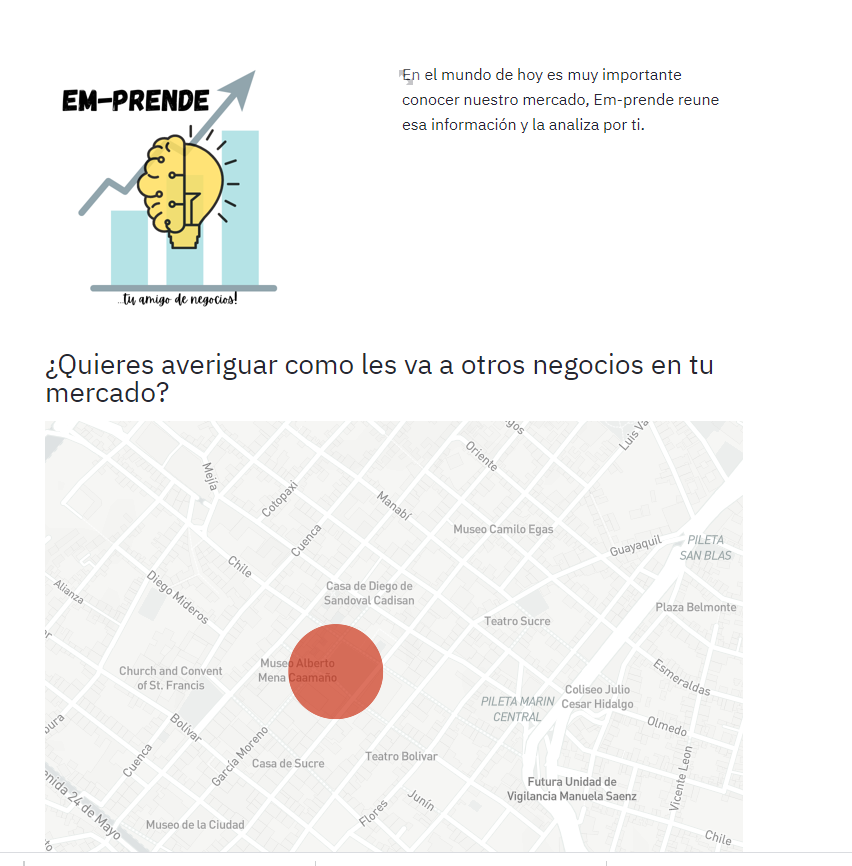 EM-PRENDE
...tu amigo de negocios!
En el mundo de hoy es muy importante
conocer nuestro mercado, Em-prende reune
esa información y la analiza por ti.
¿Quieres averiguar como les va a otros negocios en tu
mercado?
gos
Luis Va
Oriente
Mejía
Cotopaxi
Manabí
Museo Camilo Egas
Cuenca
Guayaquil
PILETA
SAN BLAS
Chile
Diego Mideros
Alianza
Casa de Diego de
Sandoval Cadisan
Plaza Belmonte
Teatro Sucre
Museo Alberto
Mena Caamaño
Church and Convent
of St. Francis
Esmeraldas
Coliseo Julio
Cesar Hidalgo
PILETA MARIN
CENTRAL
Bolívar
Olmedo
Cuenca
García Moreno
Casa de Sucre
Teatro Bolivar
Vicente Leon
Futura Unidad de
Vigilancia Manuela Saenz
enida 24 de Mayo
Flores
Junín
Museo de la Ciudad
Chile